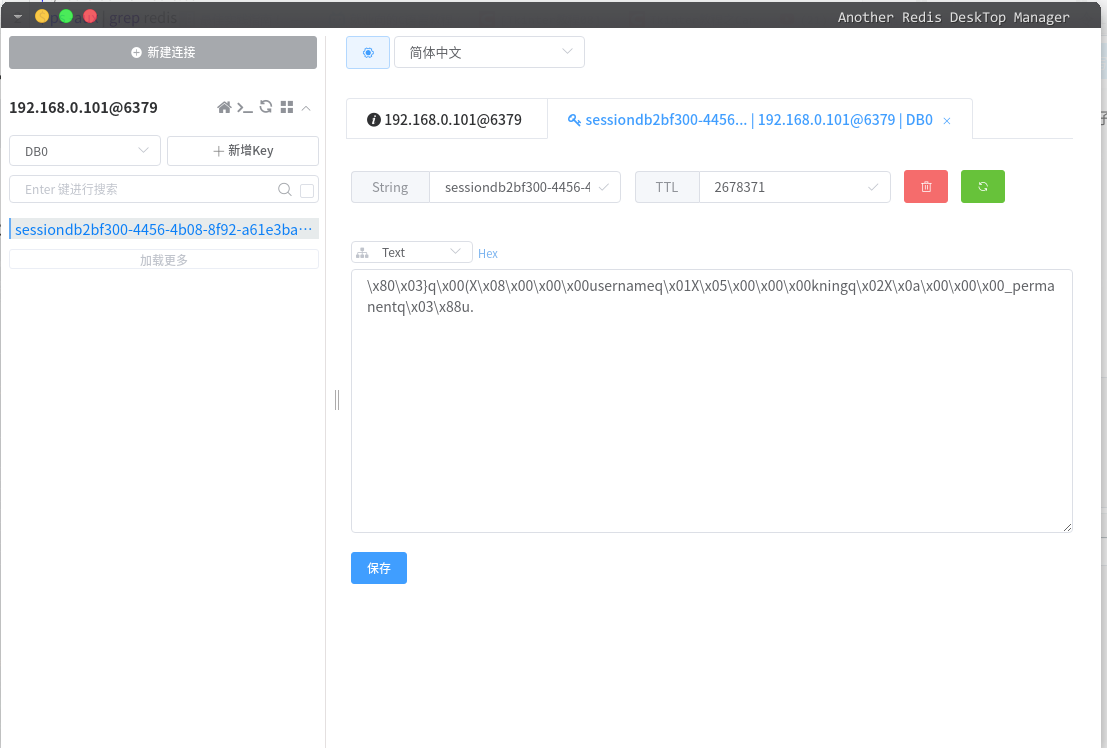 | grep redis
Another Redis DeskTop Manager
新建连接
简体中文
192.168.0.101@6379
192.168.0.101@6379
sessiondb2bf300-4456... | 192.168.0.101@6379 | DB0 ×
DB0
新增Key
Enter 键进行搜索
String
sessiondb2bf300-4456-4
TTL
2678371
sessiondb2bf300-4456-4b08-8f92-a61e3ba···
加载更多
Text
Hex
\x80\x03}q\x00(X\x08\x00\x00\x00usernameq\x01X\x05\x00\x00\x00kningq\x02X\x0a\x00\x00\x00_perma
nentq\x03\x88u.
保存